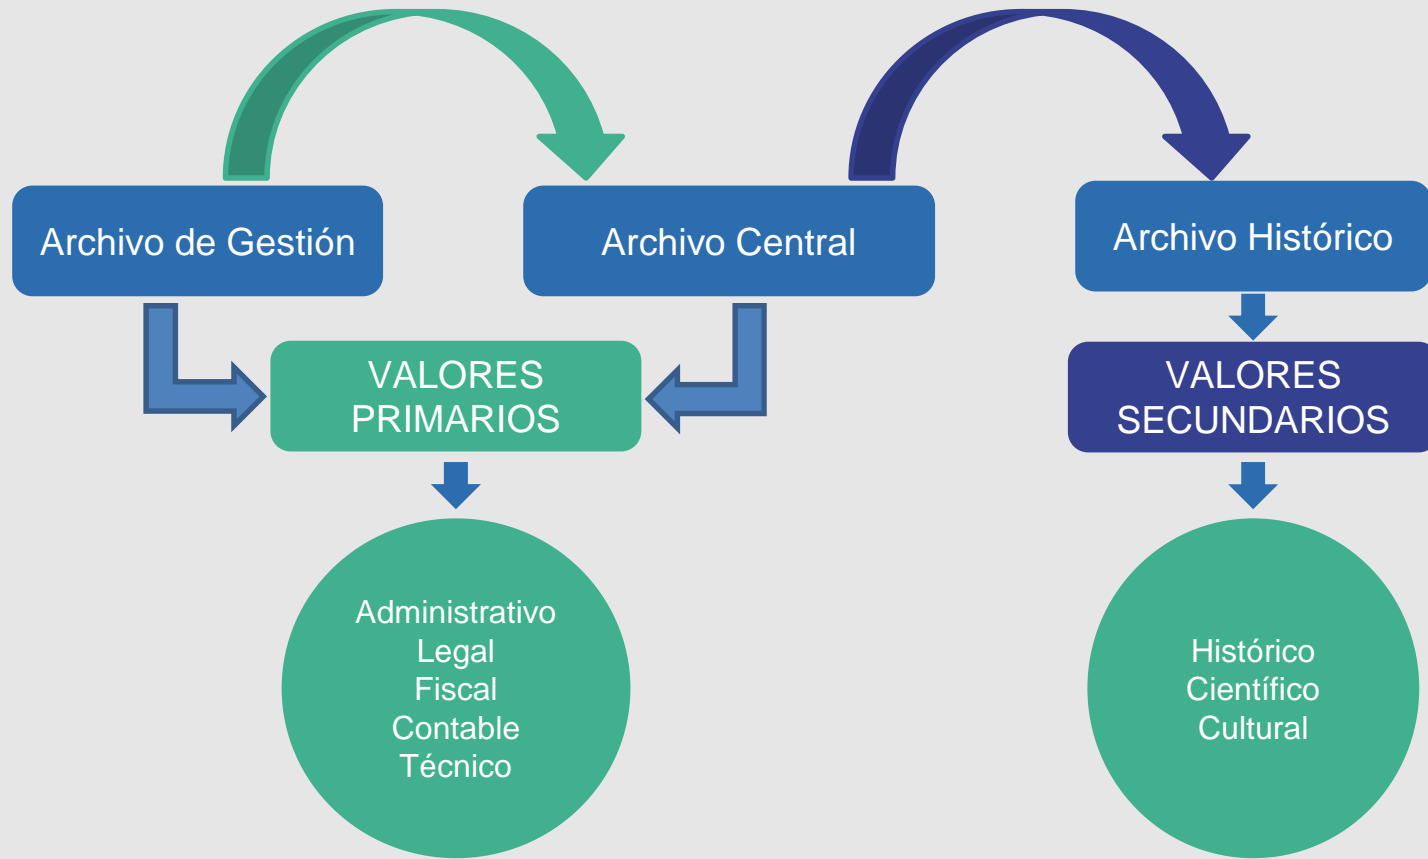 Archivo de Gestión
Archivo Central
Archivo Histórico
VALORES
PRIMARIOS
VALORES
SECUNDARIOS
Administrativo
Legal
Fiscal
Contable
Técnico
Histórico
Científico
Cultural